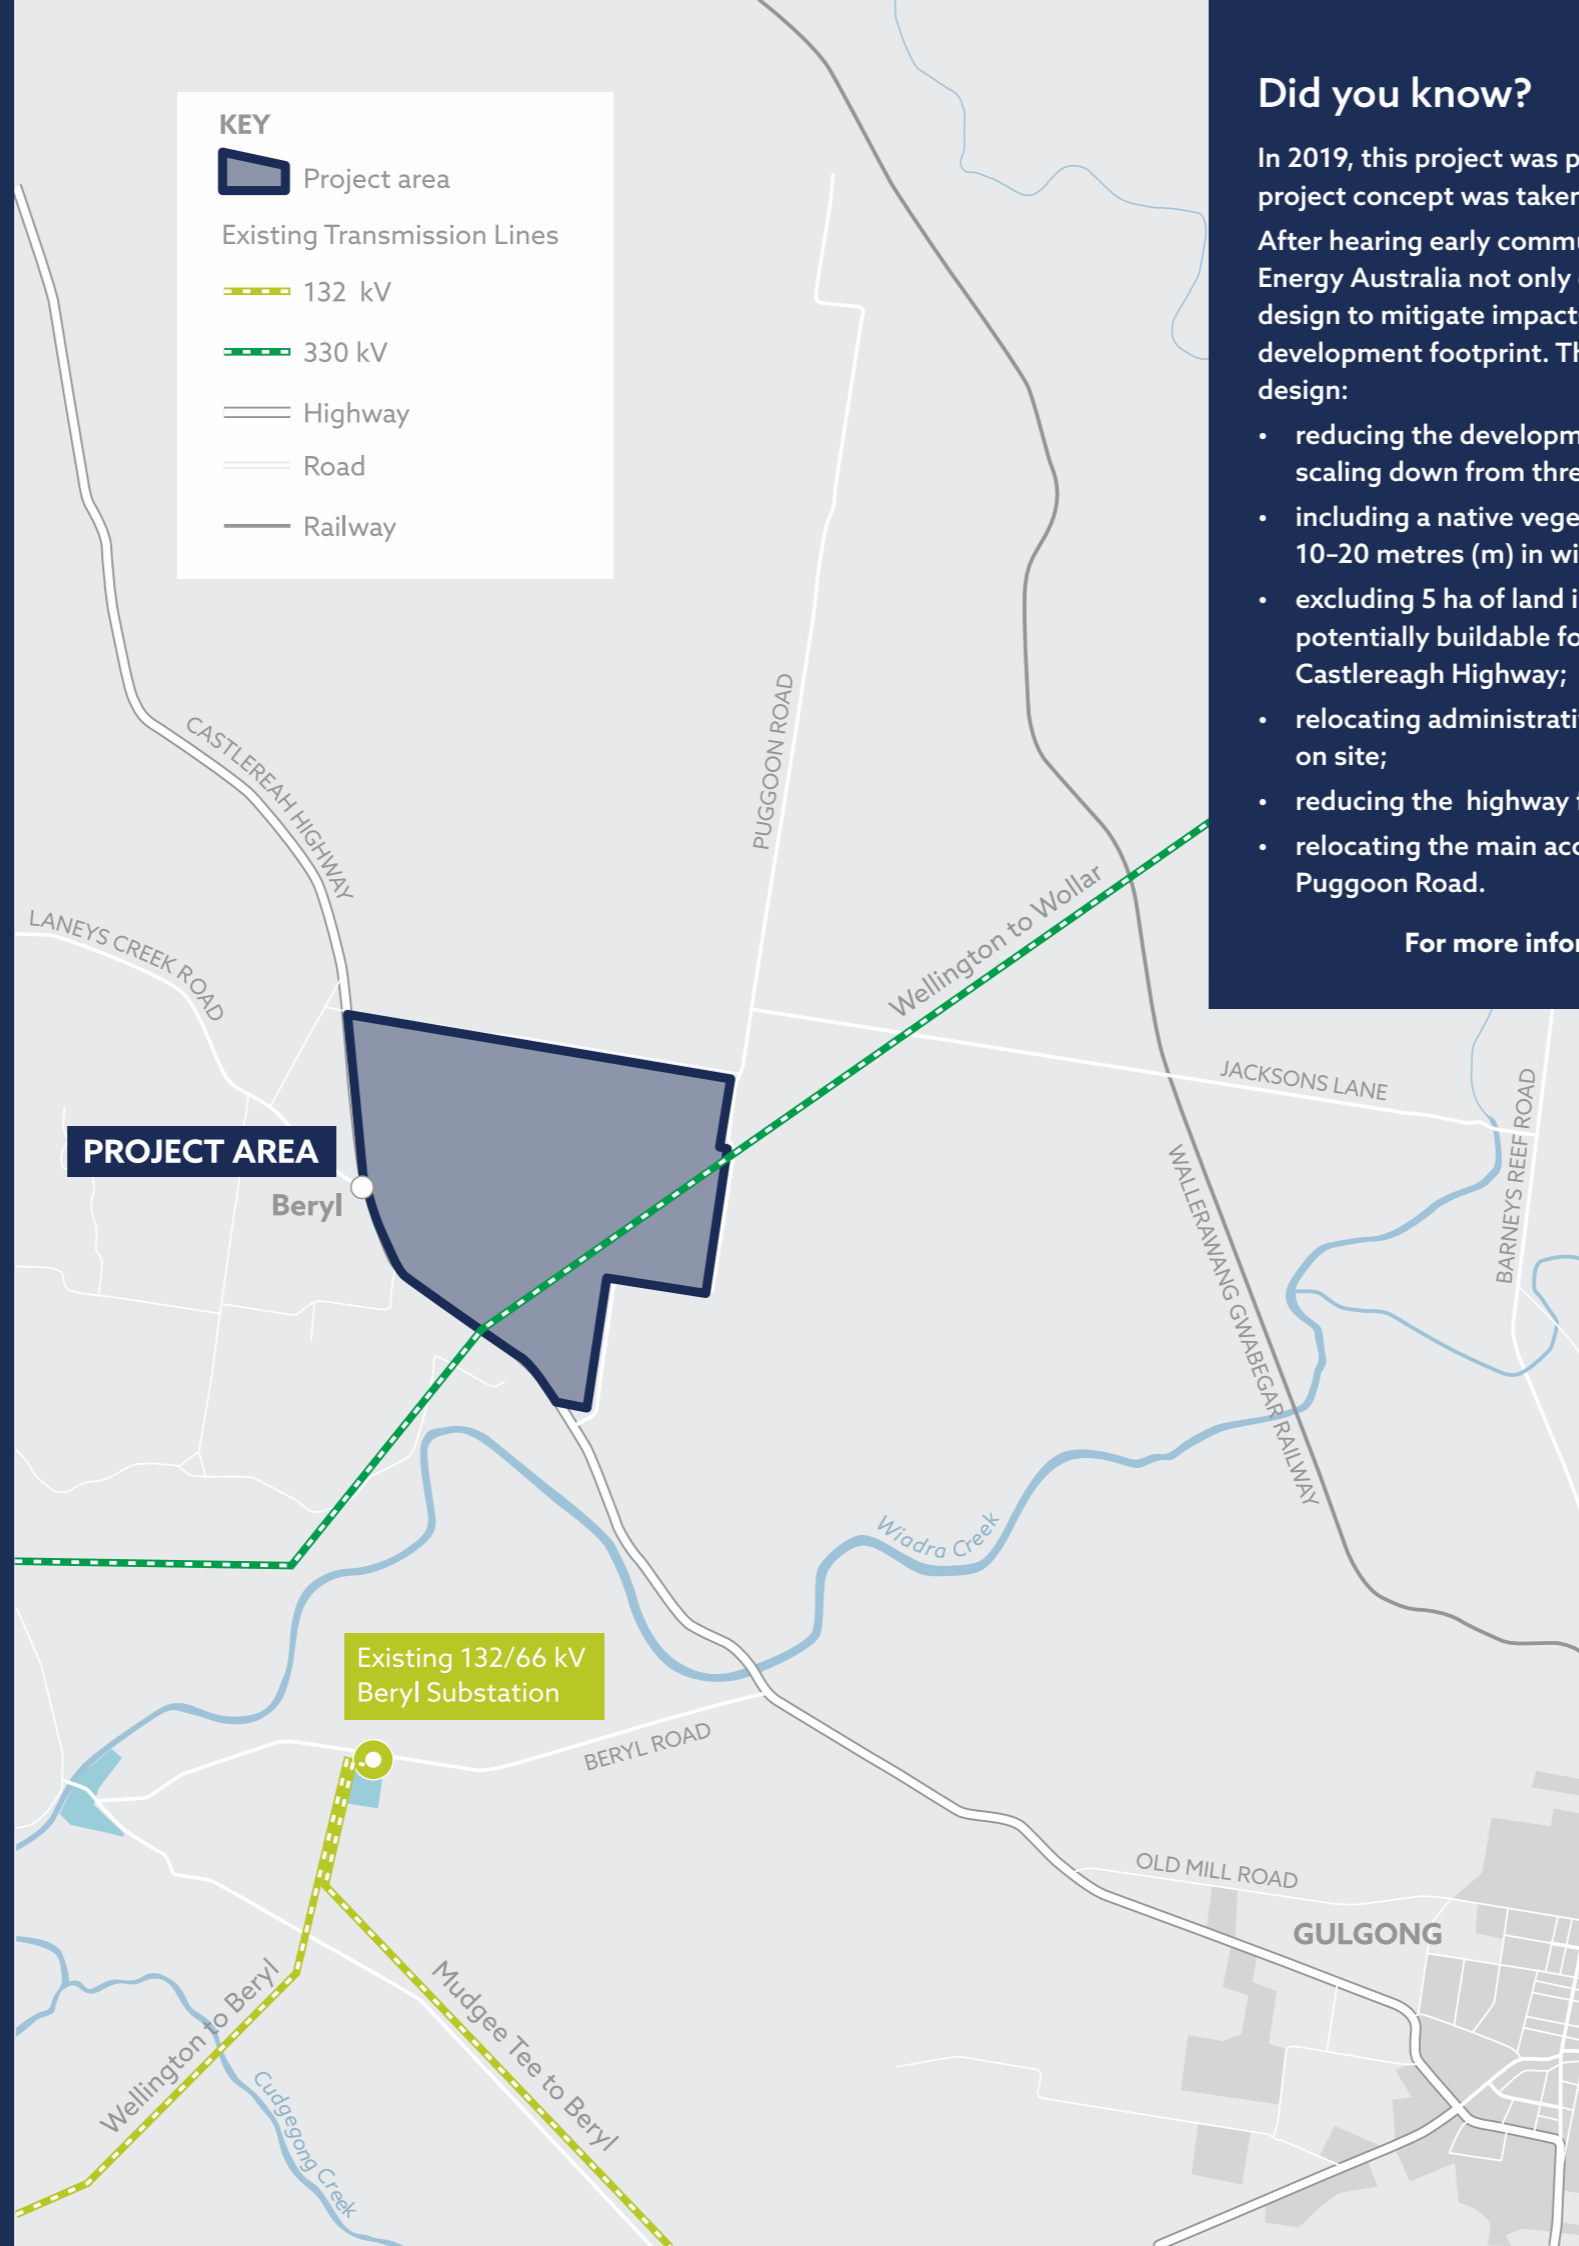 KEY
Project area
Existing Transmission Lines
132 kV
330 kV
Highway
Road
Railway
Did you know?
In 2019, this project was p
project concept was taken
After hearing early commu
Energy Australia not only
design to mitigate impact
development footprint. Th
design:
• reducing the developm
scaling down from thre
• including a native vege
10–20 metres (m) in wi
• excluding 5 ha of land i
potentially buildable fo
Castlereagh Highway;
• relocating administrati
on site;
• reducing the highway f
• relocating the main acc
Puggoon Road.
For more infor
CASTLEREAH HIGHWAY
PUGGOON ROAD
LANEYS CREEK ROAD
Wellington to Wollar
JACKSONS LANE
BARNEYS REEF ROAD
PROJECT AREA
Beryl
WALLERAWANG GWABEGAR RAILWAY
Wiadra Creek
Existing 132/66 kV
Beryl Substation
BERYL ROAD
OLD MILL ROAD
GULGONG
Wellington to Beryl
Mudgee Tee to Beryl
Cudgegong Creek